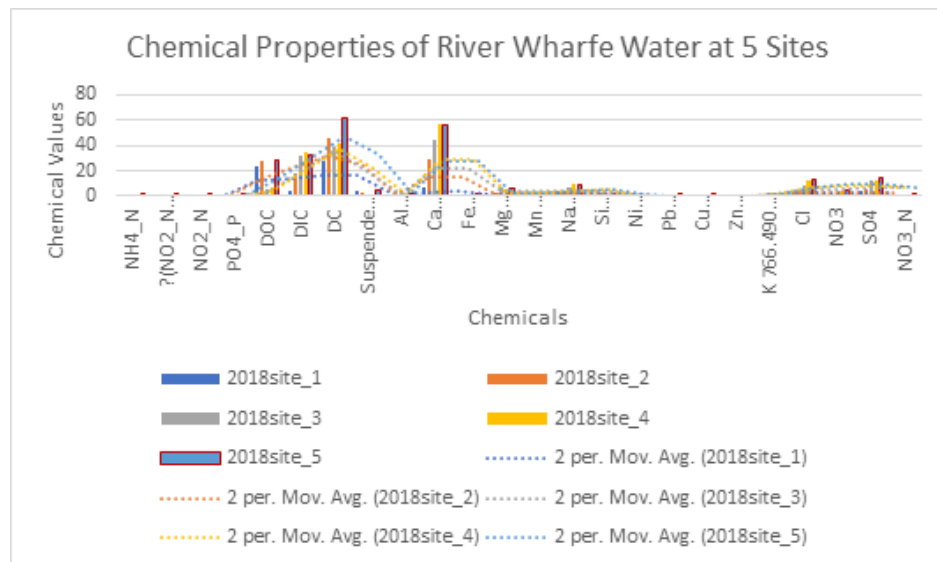 Chemical Properties of River Wharfe Water at 5 Sites
Chemical Values
80
60
40
20
0
NH4_N
?(NO2_N…
NO2_N
PO4_P
DOC
DIC
DC
Suspende…
Al…
Ca…
Fe…
Mg…
Mn…
Na…
Si…
Ni…
Pb…
Cu…
Zn…
K 766.490…
Cl
NO3
SO4
NO3_N
Chemicals
2018site_1
2018site_2
2018site_3
2018site_4
2018site_5
2 per. Mov. Avg. (2018site_1)
2 per. Mov. Avg. (2018site_2)
2 per. Mov. Avg. (2018site_3)
2 per. Mov. Avg. (2018site_4)
2 per. Mov. Avg. (2018site_5)